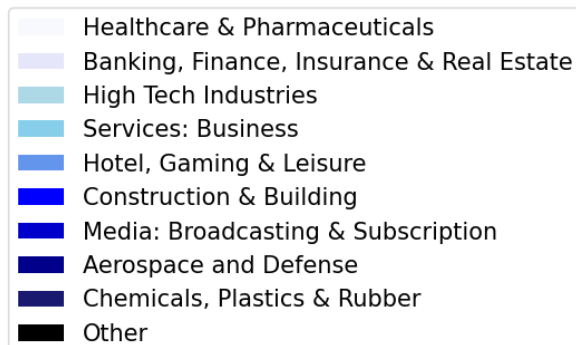 Healthcare & Pharmaceuticals
Banking, Finance, Insurance & Real Estate
High Tech Industries
Services: Business
Hotel, Gaming & Leisure
Construction & Building
Media: Broadcasting & Subscription
Aerospace and Defense
Chemicals, Plastics & Rubber
Other